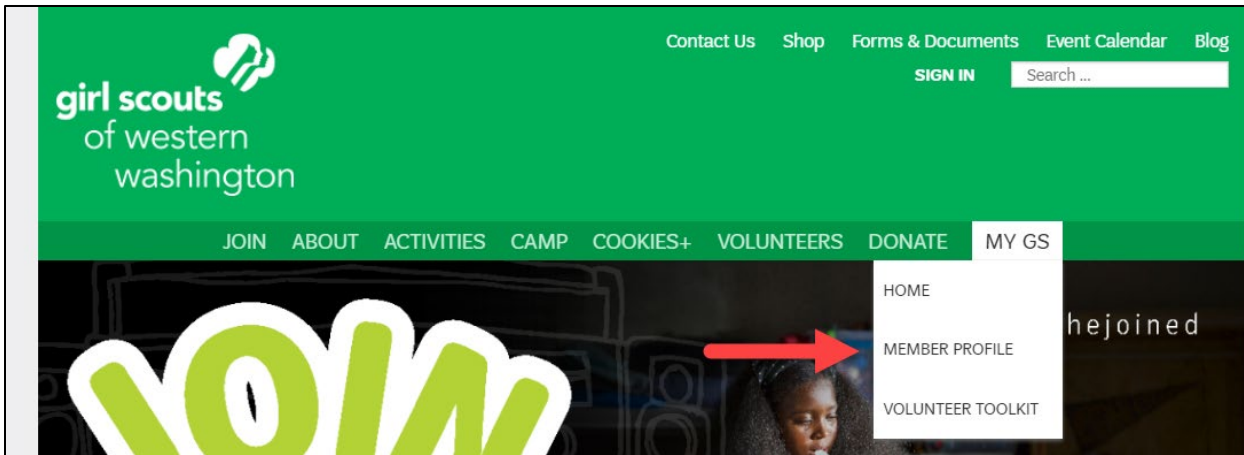 Contact Us Shop Forms & Documents Event Calendar Blog
SIGN IN Search ...
girl scouts
of western
washington
JOIN ABOUT ACTIVITIES CAMP COOKIES+ VOLUNTEERS DONATE MY GS
HOME
MEMBER PROFILE
VOLUNTEER TOOLKIT
hejoined
JOIN